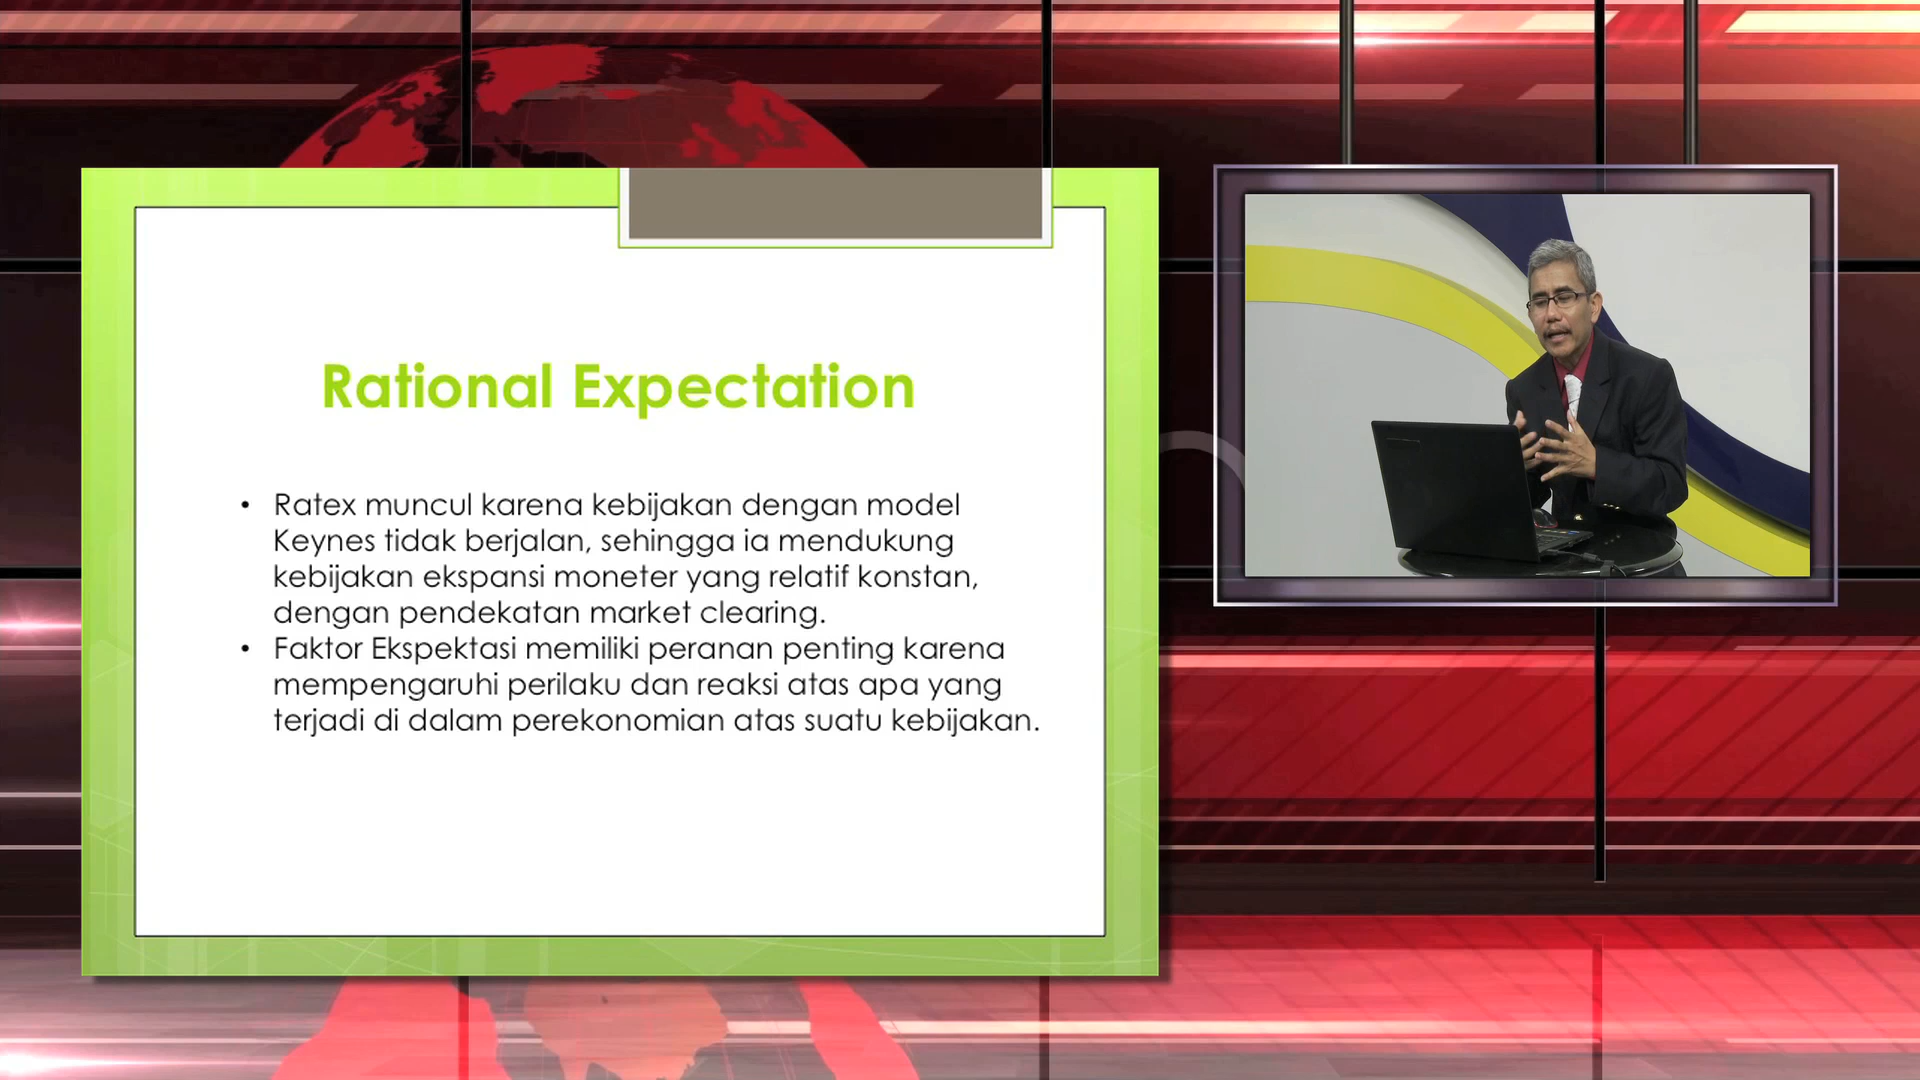 Rational Expectation
• Ratex muncul karena kebijakan dengan model
Keynes tidak berjalan, sehingga ia mendukung
kebijakan ekspansi moneter yang relatif konstan,
dengan pendekatan market clearing.
• Faktor Ekspektasi memiliki peranan penting karena
mempengaruhi perilaku dan reaksi atas apa yang
terjadi di dalam perekonomian atas suatu kebijakan.